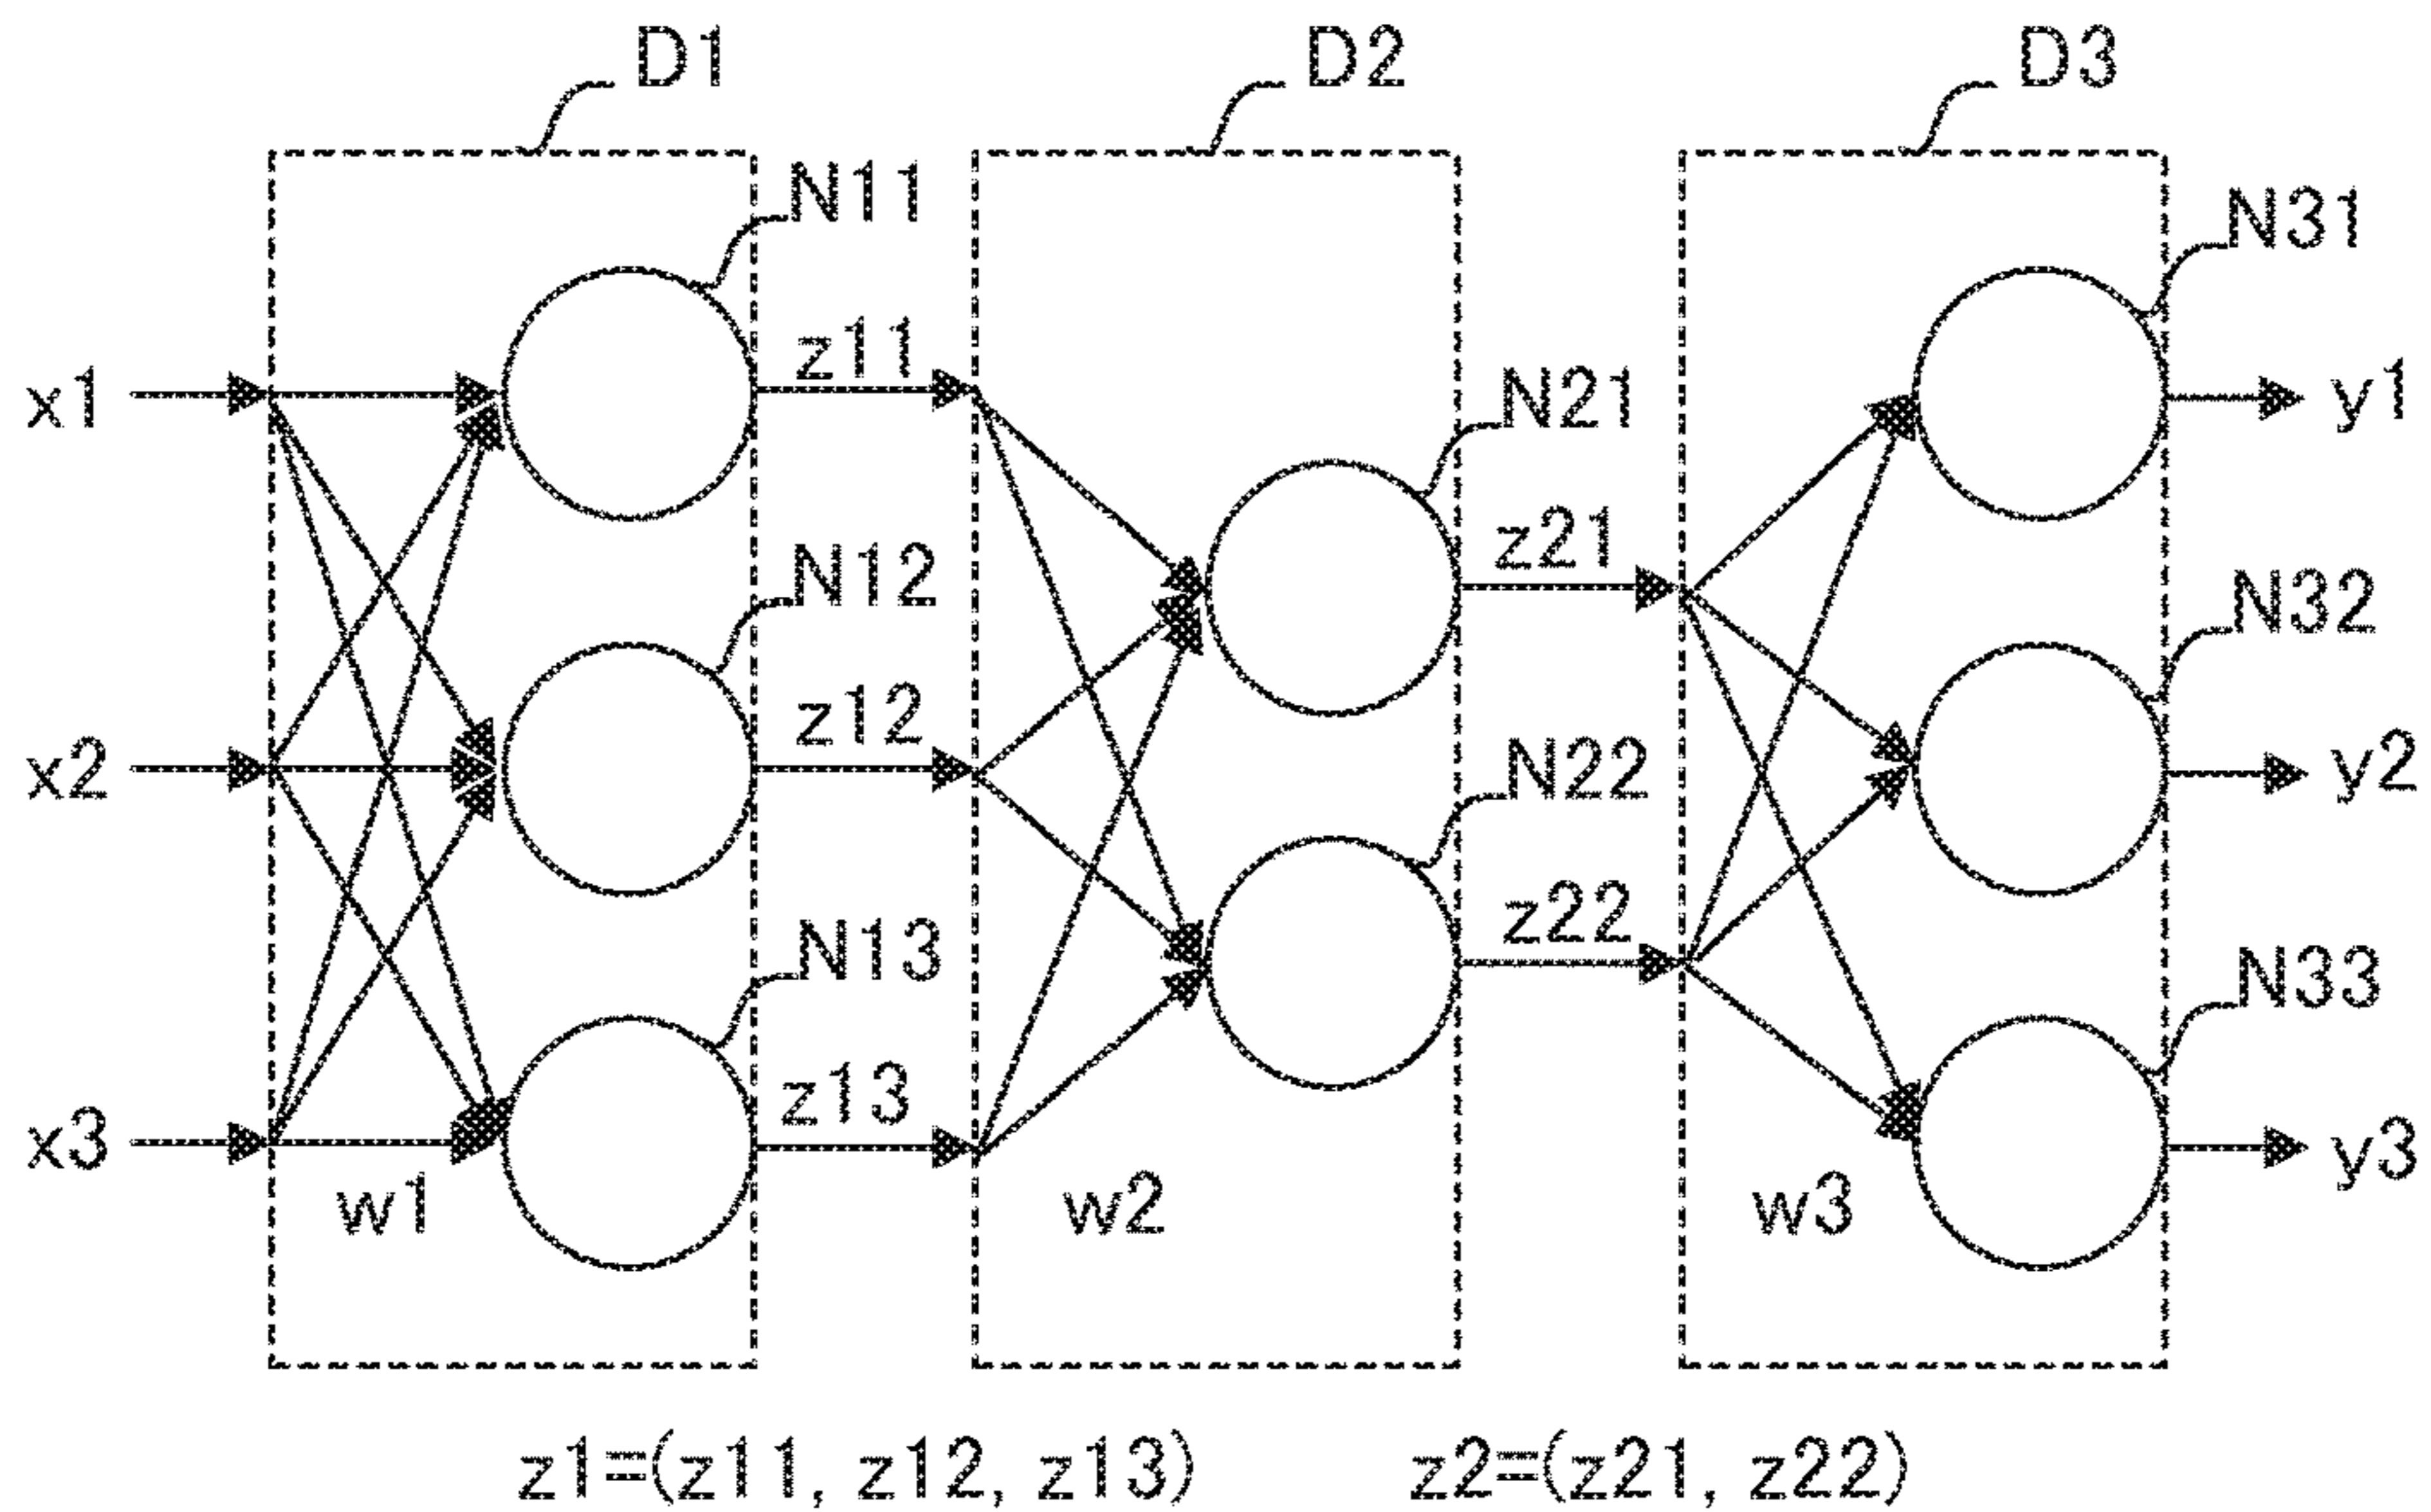 D1 D2 D3
N11
N31
z11
N21
x1
y1
z21
N12
N32
z12
N22
x2
y2
z22
N13
N33
z13
x3
y3
w1 w2 w3
z1=(z11, z12, z13) z2=(z21, z22)